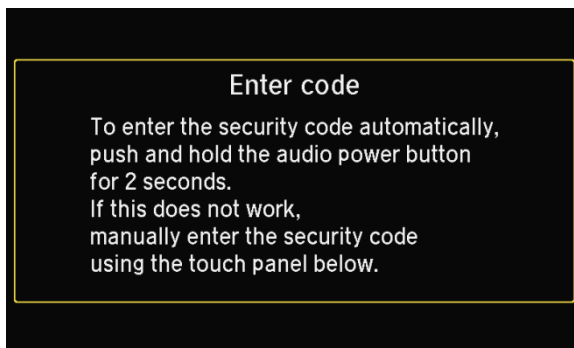 Enter code
To enter the security code automatically,
push and hold the audio power button
for 2 seconds.
If this does not work,
manually enter the security code
using the touch panel below.